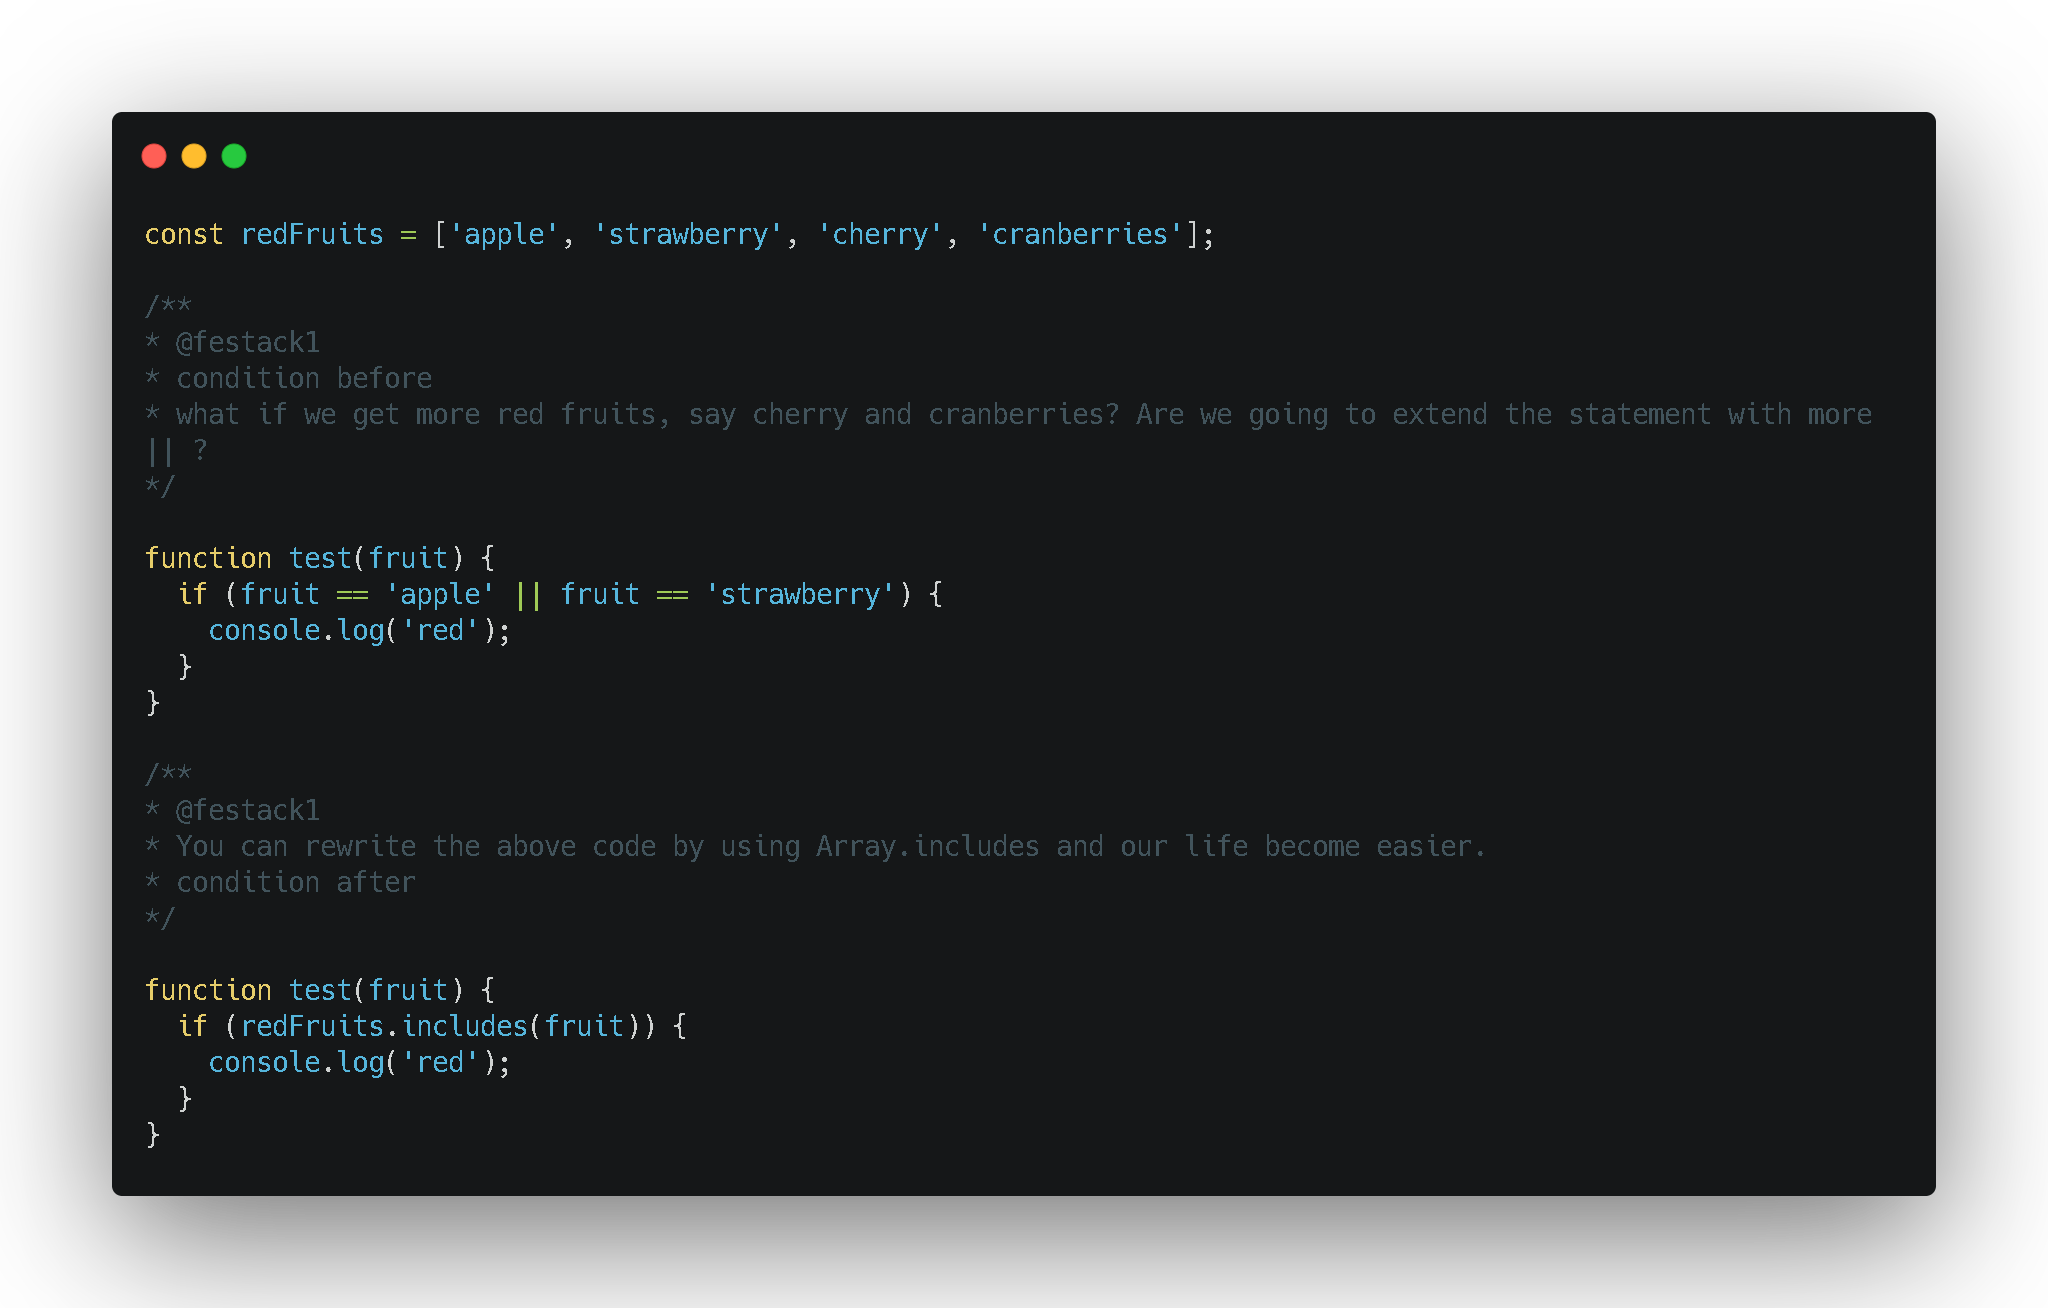 const redFruits = ['apple', 'strawberry', 'cherry', 'cranberries'];

/**
* @festack1
* condition before
* what if we get more red fruits, say cherry and cranberries? Are we going to extend the statement with more
|| ?
*/

function test(fruit) {
  if (fruit == 'apple' || fruit == 'strawberry') {
    console.log('red');
  }
}

/**
* @festack1
* You can rewrite the above code by using Array.includes and our life become easier.
* condition after
*/

function test(fruit) {
  if (redFruits.includes(fruit)) {
    console.log('red');
  }
}